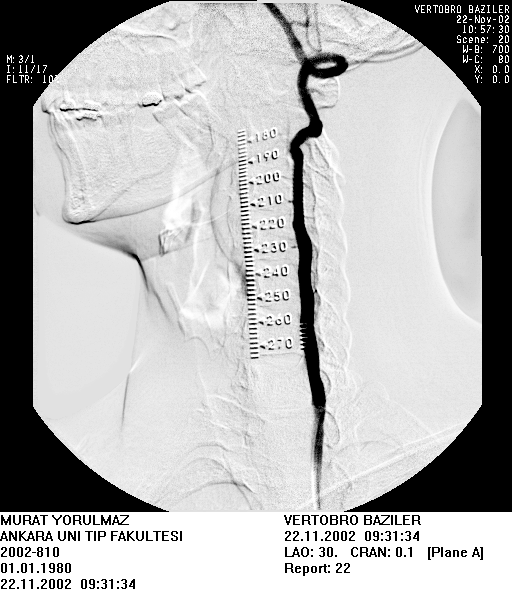 VERTOBRO BAZILER
22-Nov-02
10:57:30
Scene: 20
W-B: 700
W-C: 80
X: 0.0
Y: 0.0
M: 3/1
I: 11/17
FLTR:
180
190
200
210
220
230
240
250
260
270
MURAT YORULMAZ
ANKARA UNI TIP FAKULTESI
2002-810
01.01.1980
22.11.2002 09:31:34
VERTOBRO BAZILER
22.11.2002 09:31:34
LAO: 30. CRAN: 0.1 [Plane A]
Report: 22